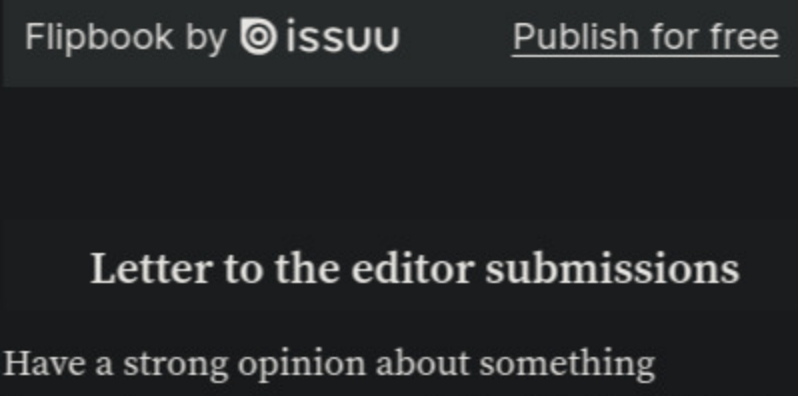 Flipbook by issuu
Publish for free
Letter to the editor submissions
Have a strong opinion about something